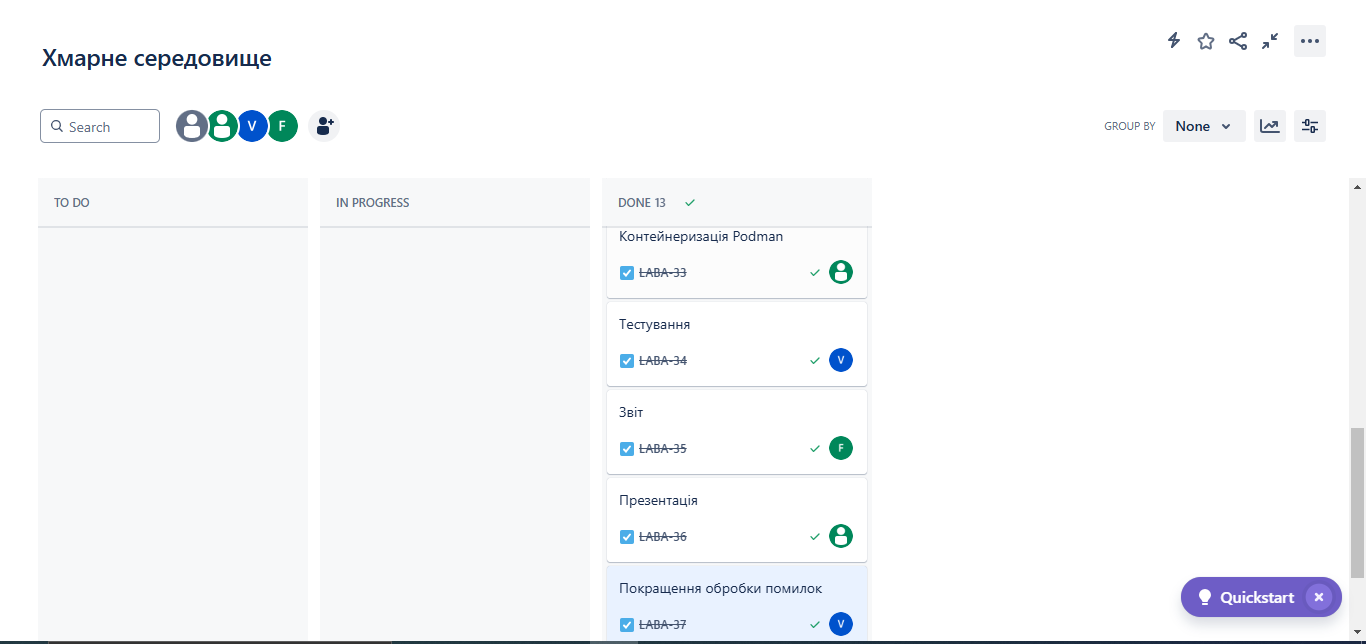 Хмарне середовище
Search
V
F
GROUP BY
None
TO DO
IN PROGRESS
DONE 13
Контейнеризація Podman
LABA-33
Тестування
LABA-34
V
Звіт
LABA-35
F
Презентація
LABA-36
Покращення обробки помилок
LABA-37
V
Quickstart